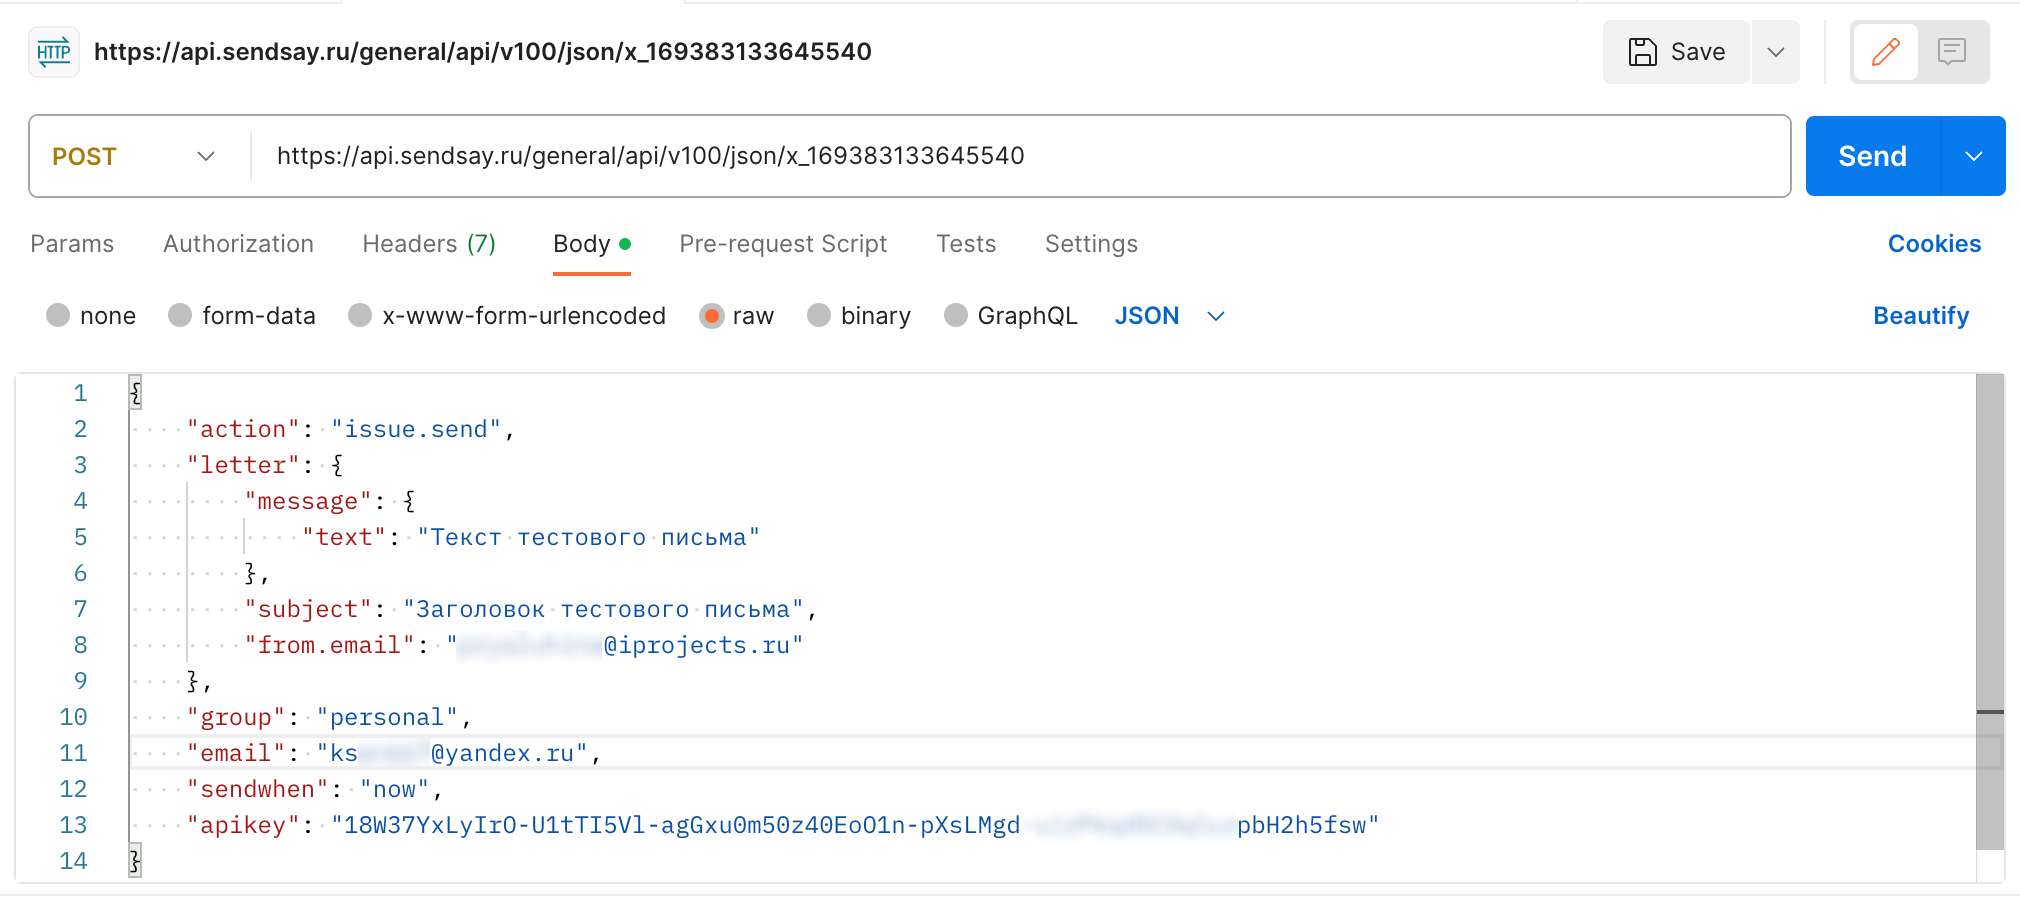 HTTP https://api.sendsay.ru/general/api/v100/json/x_169383133645540 Save
POST https://api.sendsay.ru/general/api/v100/json/x_169383133645540 Send
Params Authorization Headers (7) Body Pre-request Script Tests Settings Cookies
none form-data x-www-form-urlencoded raw binary GraphQL JSON Beautify
1 {
2 "action": "issue.send",
3 "letter": {
4 "message": {
5 "text": "Текст тестового письма"
6 },
7 "subject": "Заголовок тестового письма",
8 "from.email": "@iprojects.ru"
9 },
10 "group": "personal",
11 "email": "ks@yandex.ru",
12 "sendwhen": "now",
13 "apikey": "18W37YxLyIrO-U1tTI5Vl-agGxu0m50z40EoO1n-pXsLMgd pbH2h5fsw"
14 }